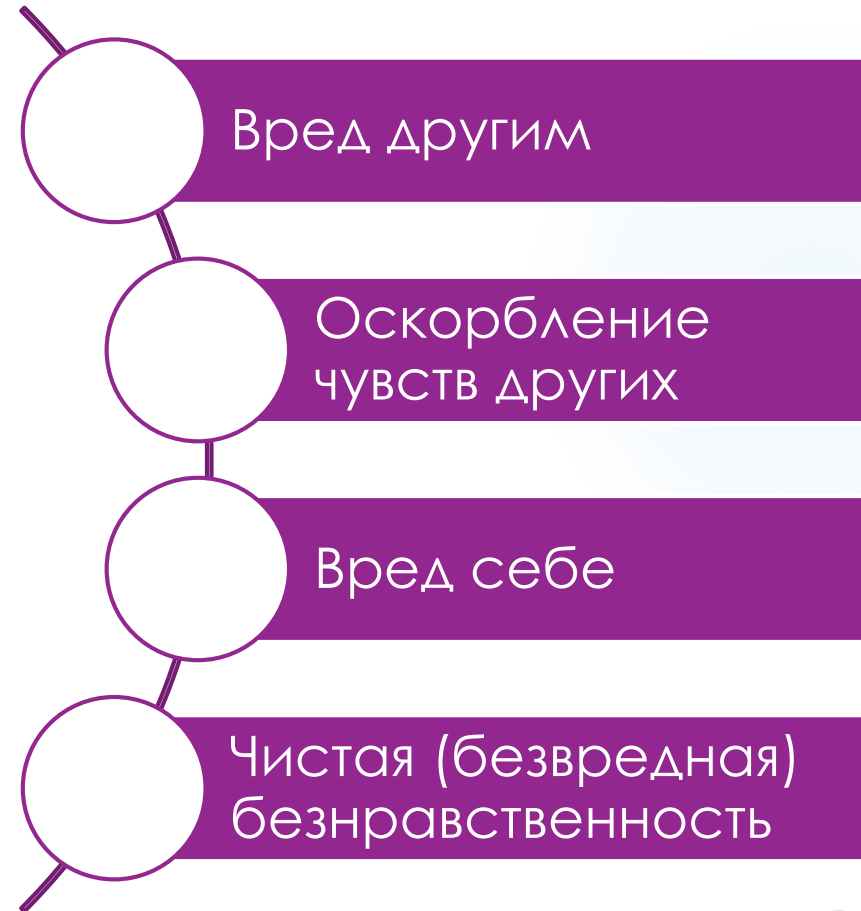 Вред другим
Оскорбление
чувств других
Вред себе
Чистая (безвредная)
безнравственность